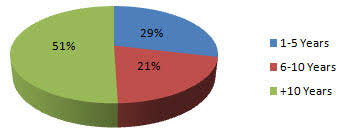 29%
51%
21%
1-5 Years
6-10 Years
+10 Years